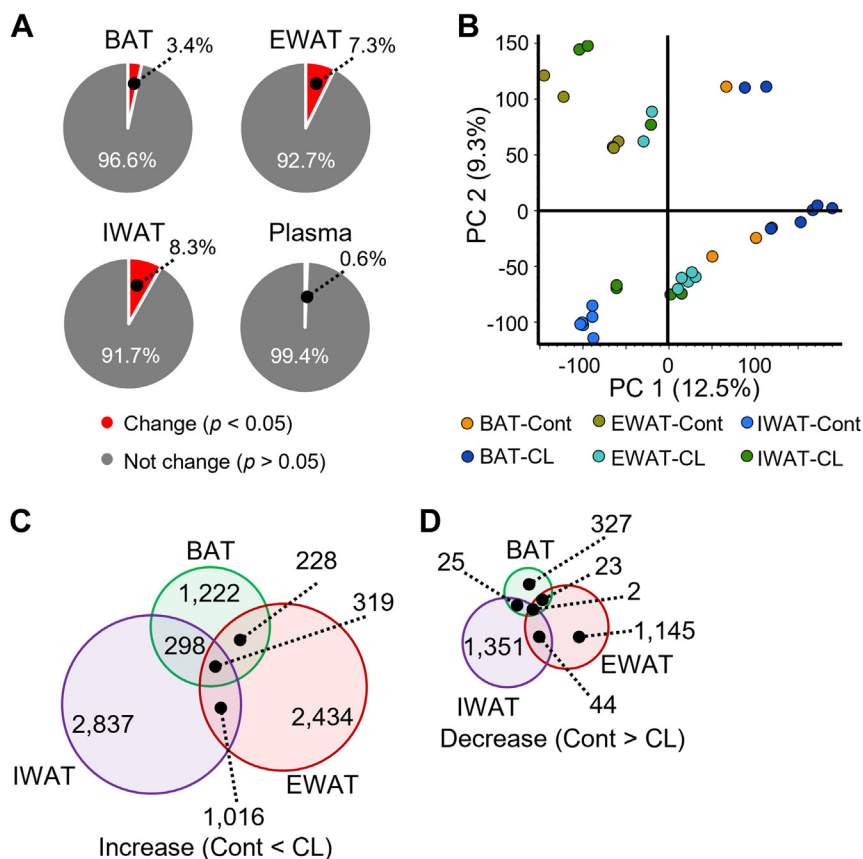 A
BAT
3.4%
96.6%
EWAT
7.3%
92.7%
IWAT
8.3%
91.7%
Plasma
0.6%
99.4%
Change (p < 0.05)
Not change (p > 0.05)
B
PC 2 (9.3%)
150
100
50
0
-50
-100
-100 0 100
PC 1 (12.5%)
BAT-Cont EWAT-Cont IWAT-Cont
BAT-CL EWAT-CL IWAT-CL
C
BAT
228
1,222
319
298
2,837
2,434
IWAT
EWAT
1,016
Increase (Cont < CL)
D
327
BAT
25
23
2
1,351
1,145
EWAT
IWAT
44
Decrease (Cont > CL)